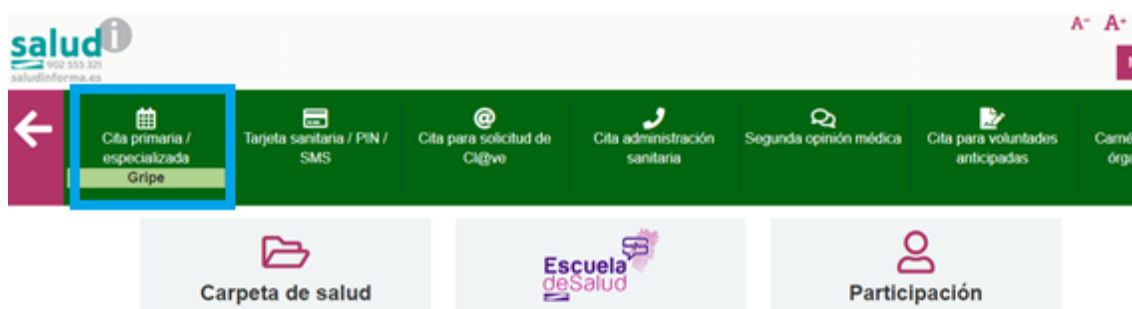 A⁻ A⁺
salud i
902 555 321
saludinforma.es
Cita primaria /
especializada
Gripe
Tarjeta sanitaria / PIN /
SMS
Cita para solicitud de
Cl@ve
Cita administración
sanitaria
Segunda opinión médica
Cita para voluntades
anticipadas
Carpeta de salud
Escuela
deSalud
Participación